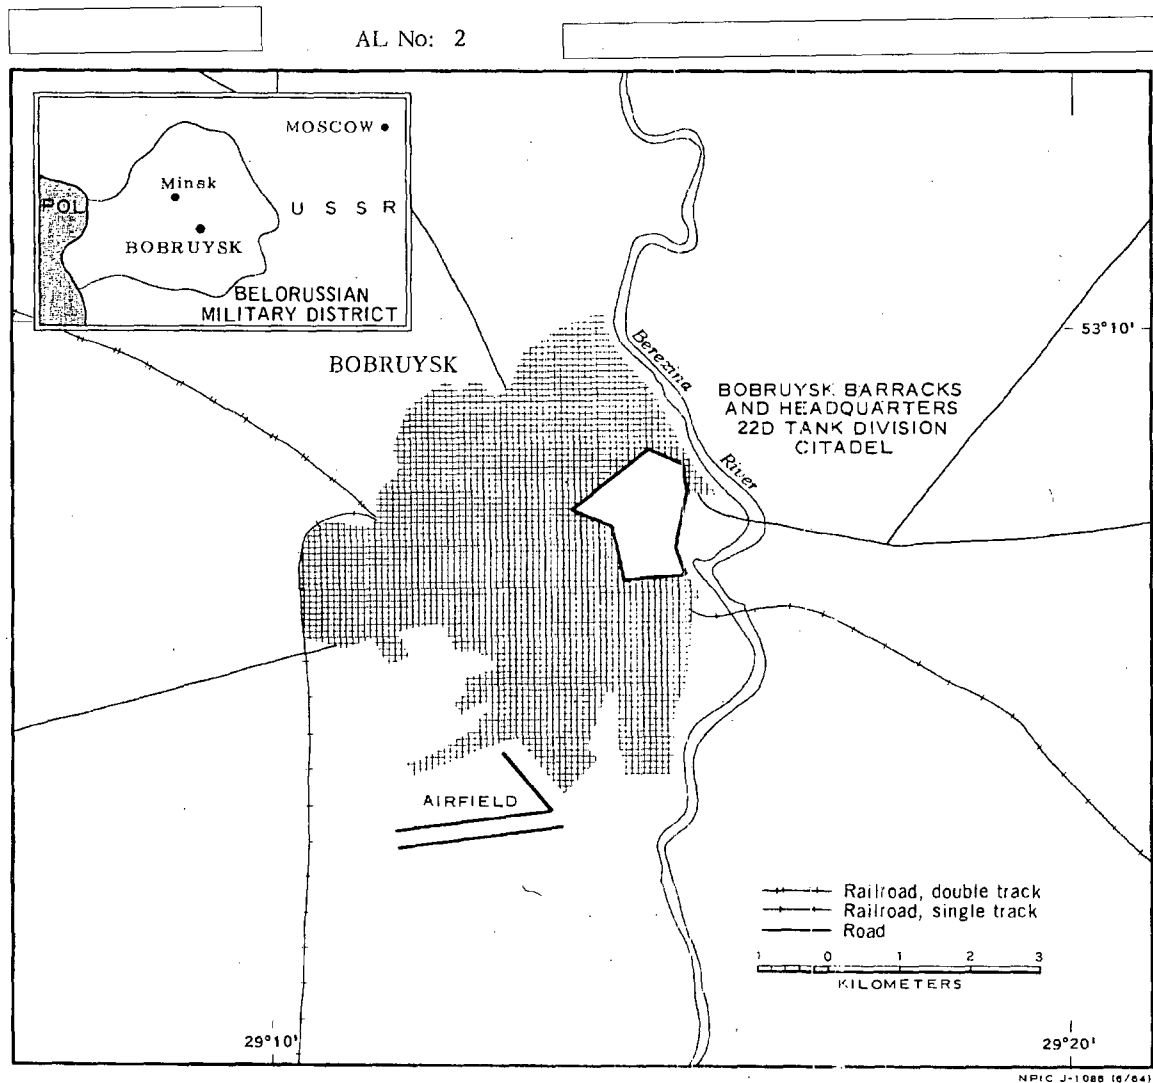 AL No: 2
MOSCOW
Minsk
POL
U S S R
BOBRUYSK
BELORUSSIAN
MILITARY DISTRICT
53°10'
BOBRUYSK
Berezina
River
BOBRUYSK BARRACKS
AND HEADQUARTERS
22D TANK DIVISION
CITADEL
AIRFIELD
Railroad, double track
Railroad, single track
Road
1 0 1 2 3
KILOMETERS
29°10'
29°20'
NPIC J-1086 (6/64)